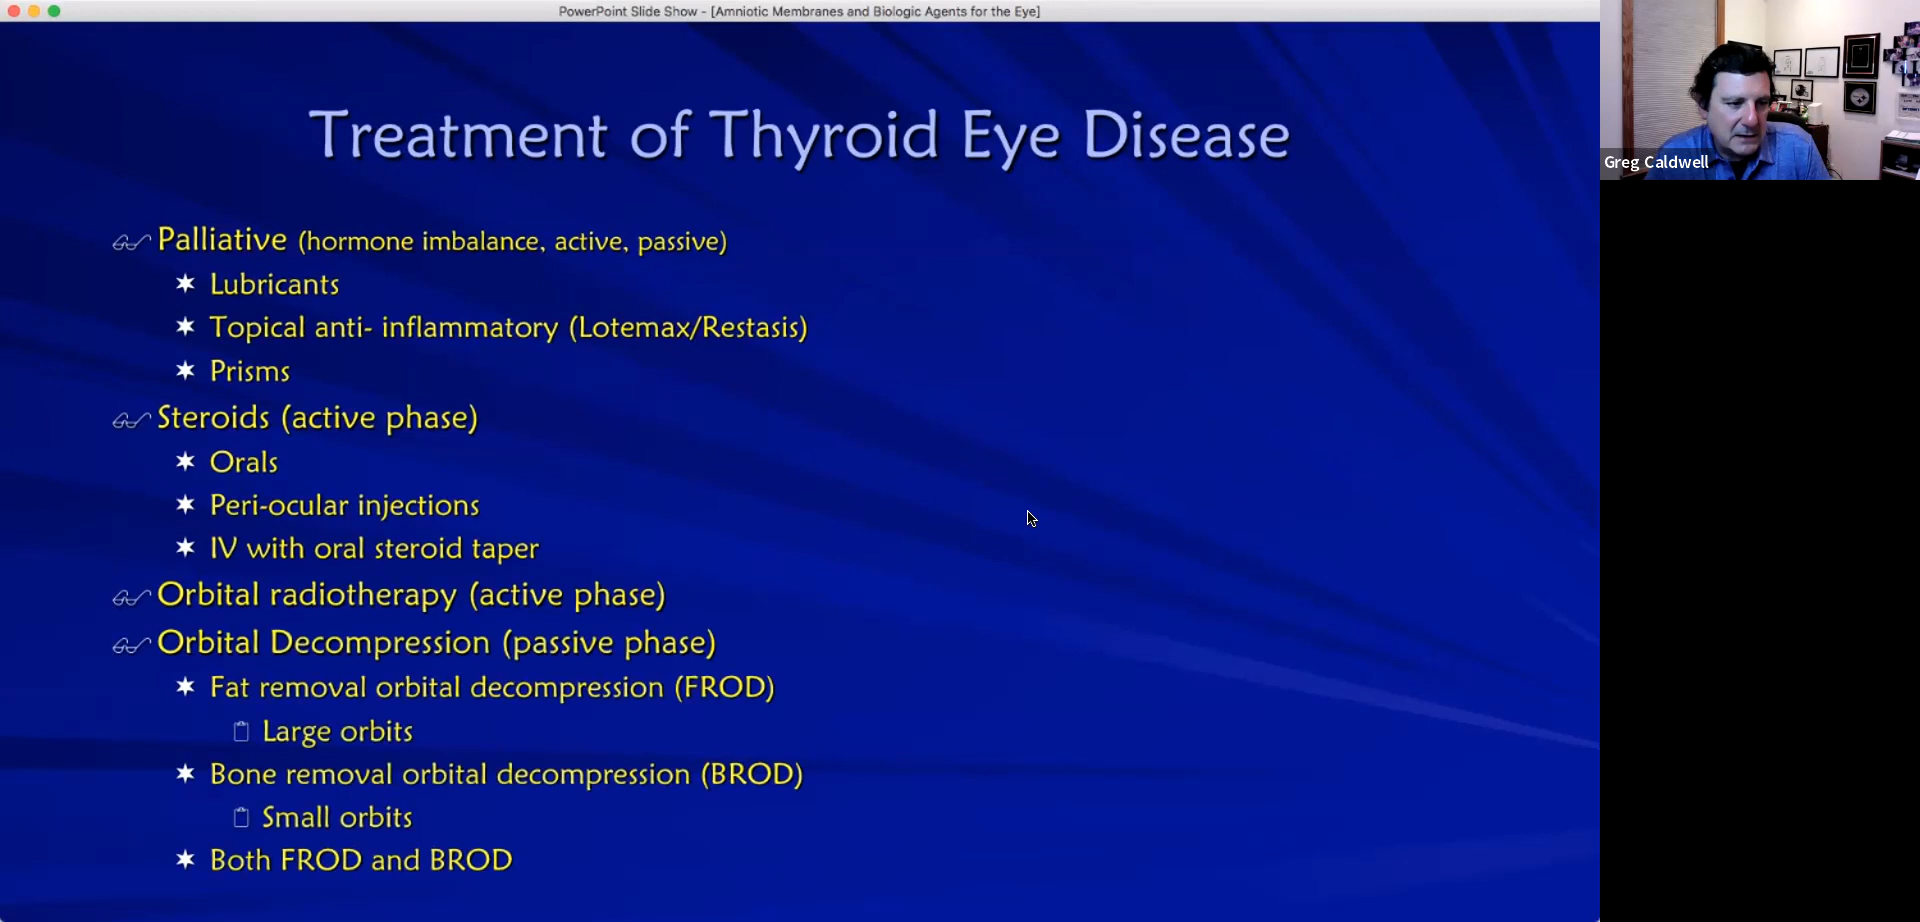 PowerPoint Slide Show - [Amniotic Membranes and Biologic Agents for the Eye]
Treatment of Thyroid Eye Disease
Palliative (hormone imbalance, active, passive)
Lubricants
Topical anti- inflammatory (Lotemax/Restasis)
Prisms
Steroids (active phase)
Orals
Peri-ocular injections
IV with oral steroid taper
Orbital radiotherapy (active phase)
Orbital Decompression (passive phase)
Fat removal orbital decompression (FROD)
Large orbits
Bone removal orbital decompression (BROD)
Small orbits
Both FROD and BROD
Greg Caldwell